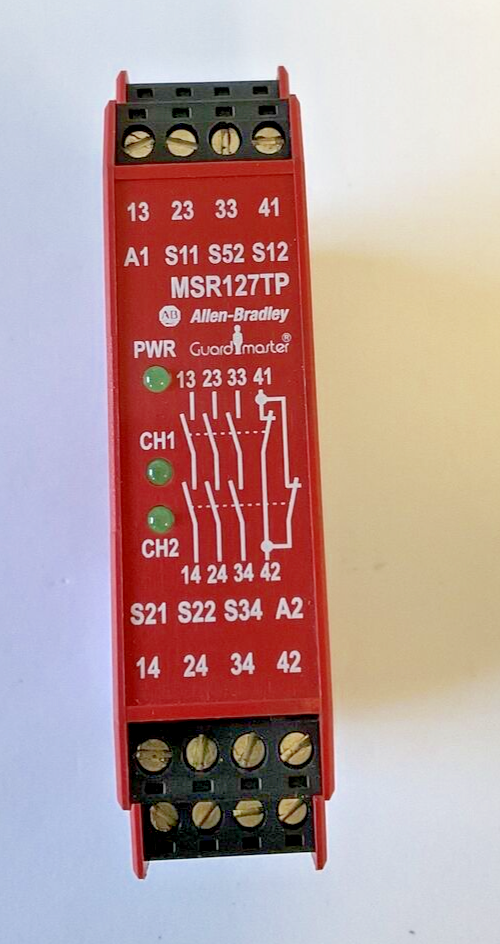 13 23 33 41
A1 S11 S52 S12
MSR127TP
AB Allen-Bradley
PWR Guardmaster®
13 23 33 41
CH1
CH2
14 24 34 42
S21 S22 S34 A2
14 24 34 42